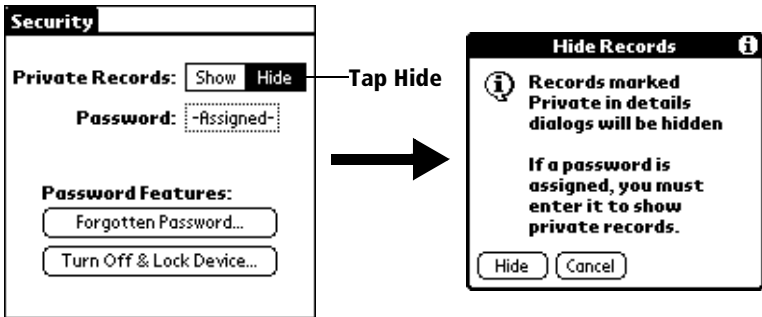 Security
Private Records: Show Hide
Tap Hide
Password: -Assigned-
Password Features:
Forgotten Password...
Turn Off & Lock Device...
Hide Records
Records marked
Private in details
dialogs will be hidden
If a password is
assigned, you must
enter it to show
private records.
Hide Cancel